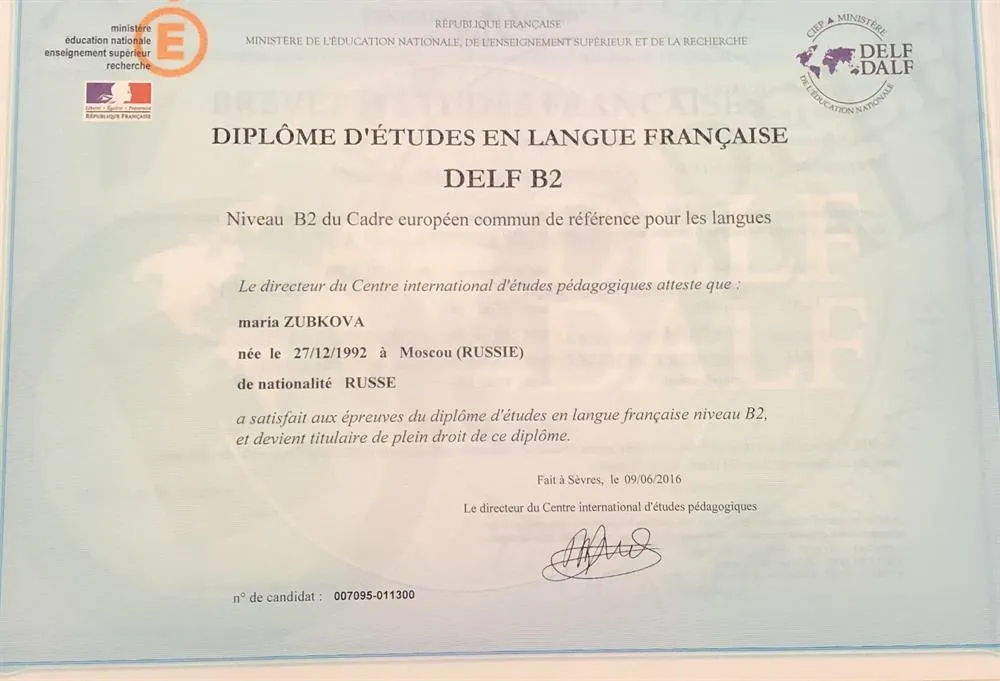 ministère
éducation nationale
enseignement supérieur
recherche
E
Liberté • Égalité • Fraternité
RÉPUBLIQUE FRANÇAISE
RÉPUBLIQUE FRANÇAISE
MINISTÈRE DE L'ÉDUCATION NATIONALE, DE L'ENSEIGNEMENT SUPÉRIEUR ET DE LA RECHERCHE
CIEP ▲ MINISTÈRE
DELF
DALF
DE L'ÉDUCATION NATIONALE
DIPLÔME D'ÉTUDES EN LANGUE FRANÇAISE
DELF B2
Niveau B2 du Cadre européen commun de référence pour les langues
DELF
DALF
Le directeur du Centre international d'études pédagogiques atteste que :
maria ZUBKOVA
née le 27/12/1992 à Moscou (RUSSIE)
de nationalité RUSSE
a satisfait aux épreuves du diplôme d'études en langue française niveau B2,
et devient titulaire de plein droit de ce diplôme.
Fait à Sèvres, le 09/06/2016
Le directeur du Centre international d'études pédagogiques
n° de candidat : 007095-011300